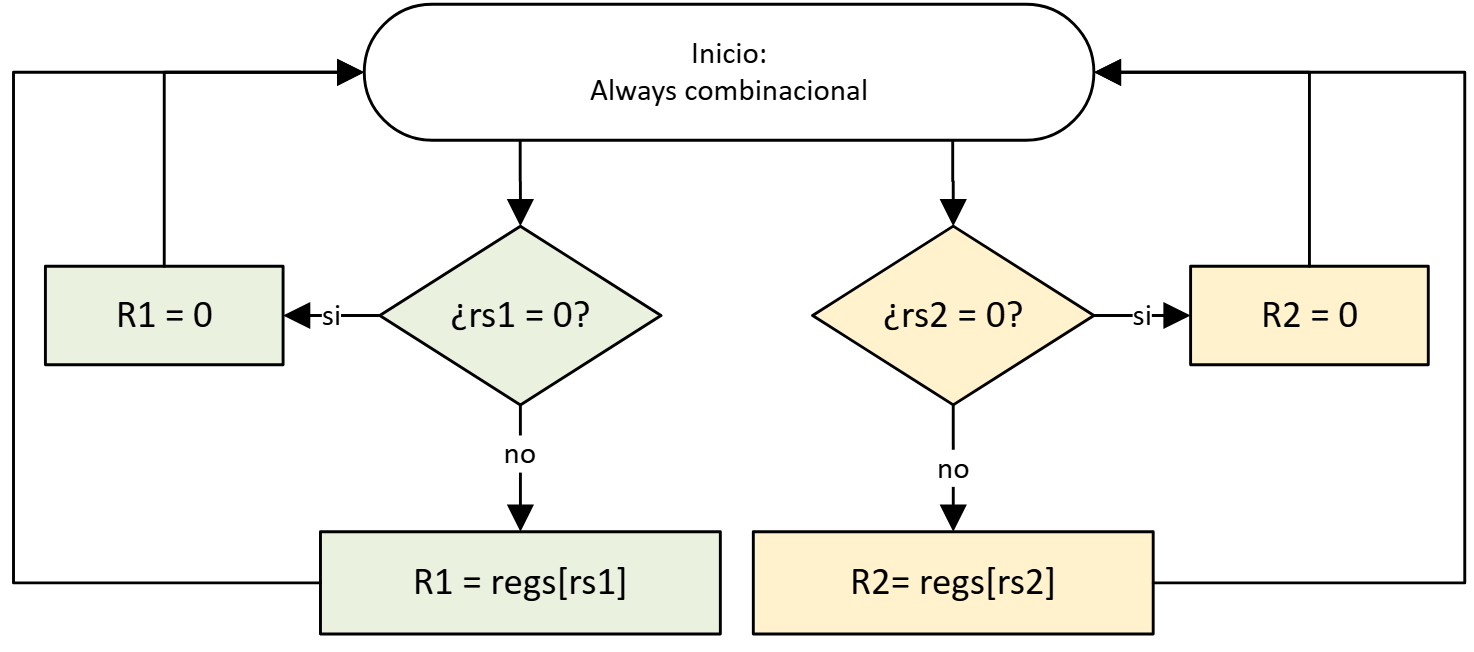 Inicio:
Always combinacional
R1 = 0
si
¿rs1 = 0?
¿rs2 = 0?
si
R2 = 0
no
no
R1 = regs[rs1]
R2= regs[rs2]